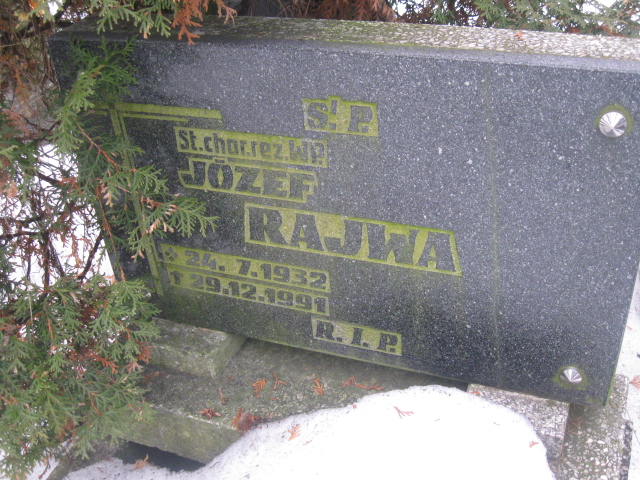 Ś.P.
St.chor.rez.WP.
JÓZEF
RAJWA
* 24.7.1932
† 29.12.1991
R.I.P.